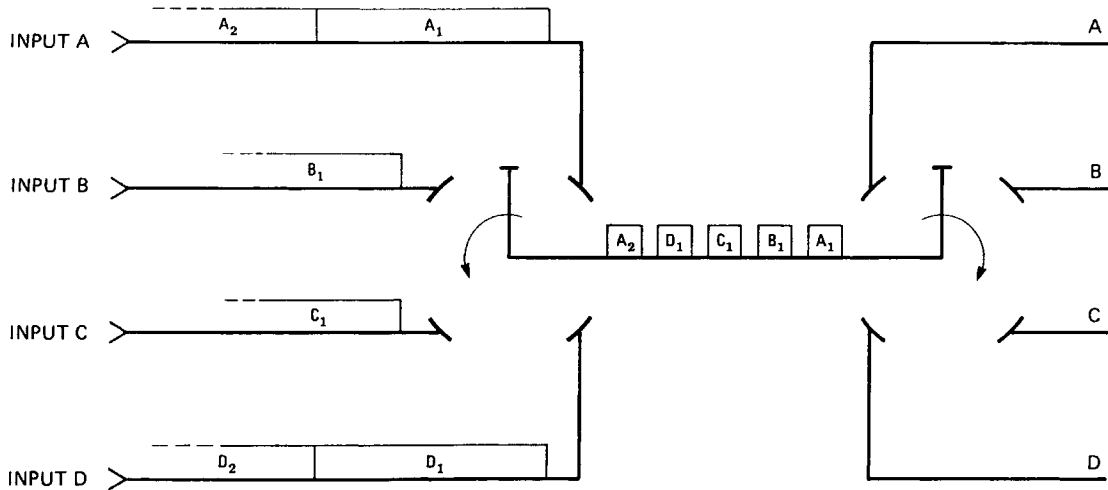 A₂ A₁
INPUT A A
B₁
INPUT B B
A₂ D₁ C₁ B₁ A₁
C₁
INPUT C C
D₂ D₁
INPUT D D